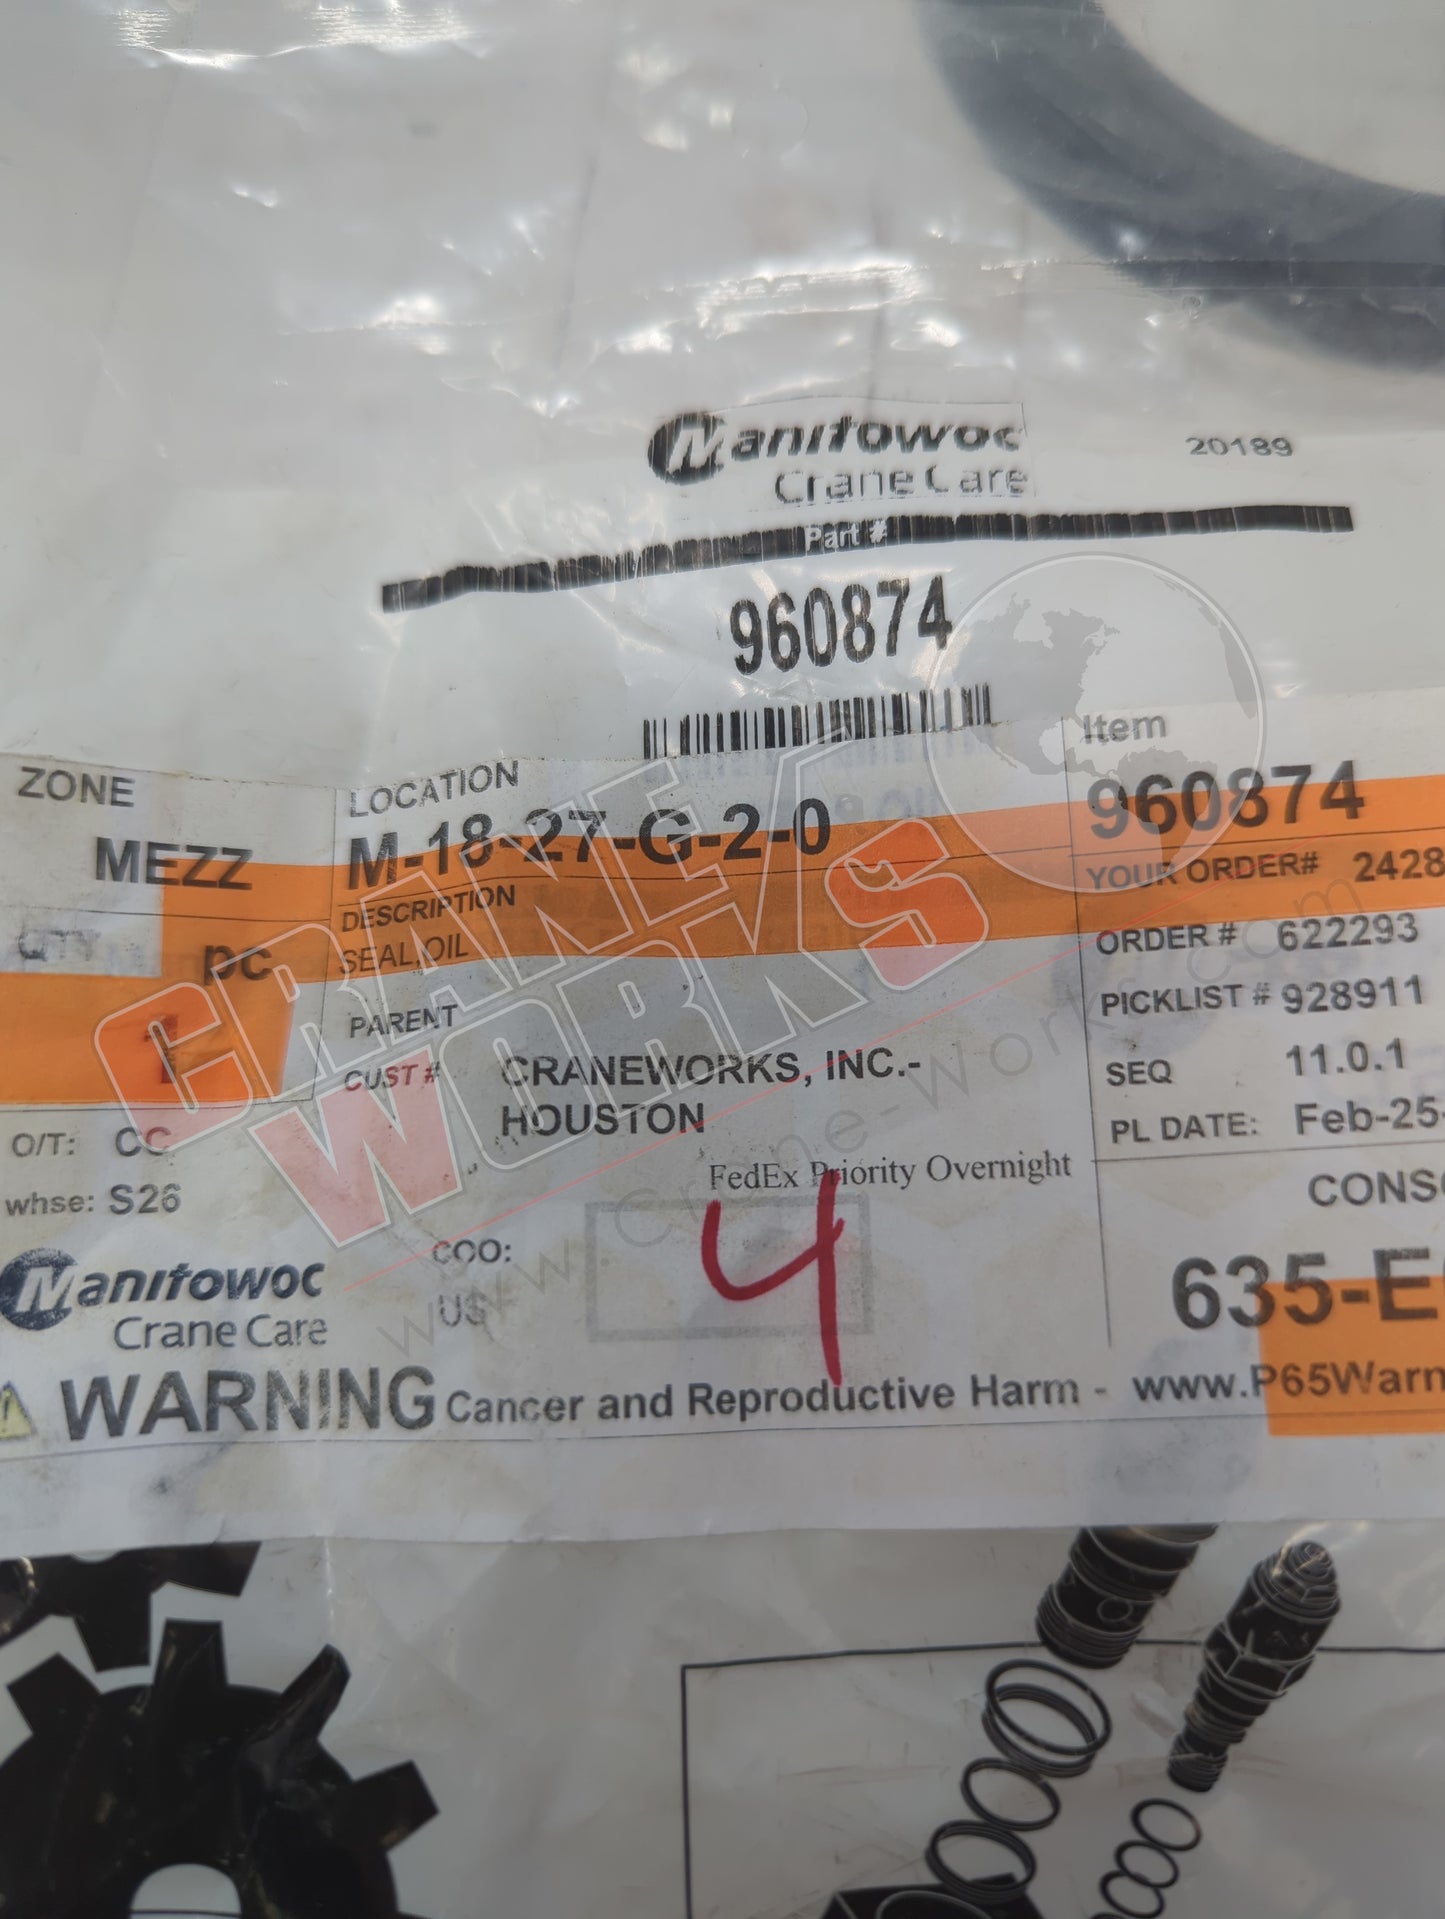 Manitowoc
Crane Care
20189
Part #
960874
ZONE
MEZZ
LOCATION
M-18-27-G-2-0
Item
960874
QTY
pc
1
DESCRIPTION
SEAL,OIL
YOUR ORDER# 2428
ORDER # 622293
PICKLIST # 928911
SEQ 11.0.1
PL DATE: Feb-25-
PARENT
CUST # CRANEWORKS, INC.-
HOUSTON
O/T: CC
whse: S26
FedEx Priority Overnight
4
COO:
US
CONSO
635-E
Manitowoc
Crane Care
WARNING Cancer and Reproductive Harm - www.P65Warn
CRANE WORKS
www.crane-works.com